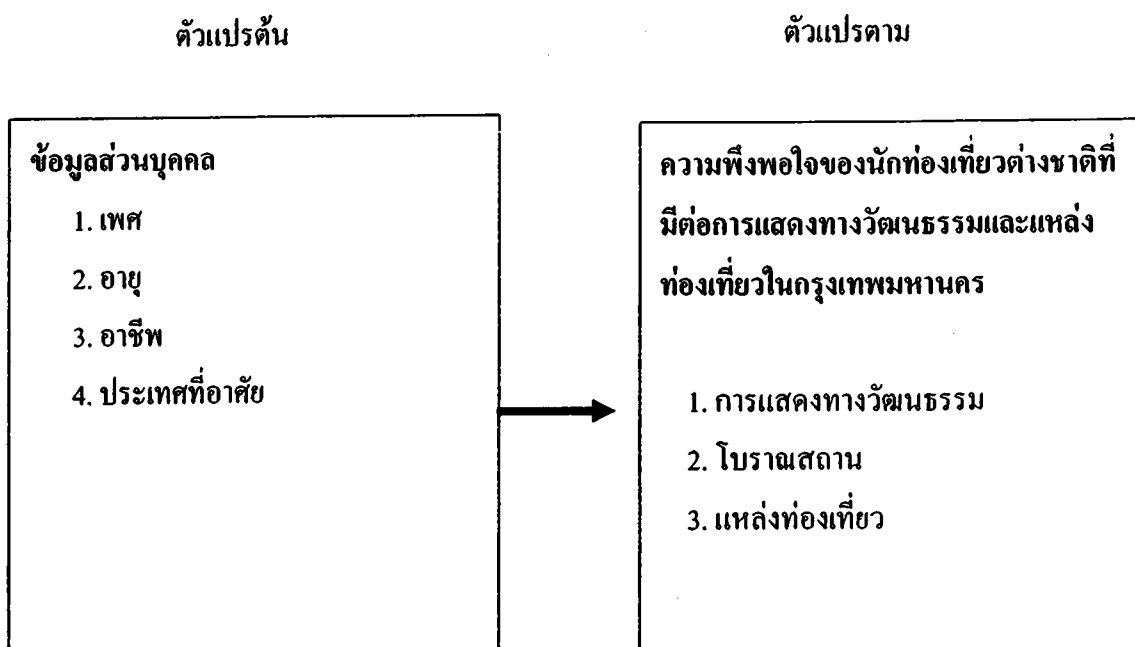 ตัวแปรต้น
ตัวแปรตาม
ข้อมูลส่วนบุคคล
1. เพศ
2. อายุ
3. อาชีพ
4. ประเทศที่อาศัย
ความพึงพอใจของนักท่องเที่ยวต่างชาติที่
มีต่อการแสดงทางวัฒนธรรมและแหล่ง
ท่องเที่ยวในกรุงเทพมหานคร
1. การแสดงทางวัฒนธรรม
2. โบราณสถาน
3. แหล่งท่องเที่ยว